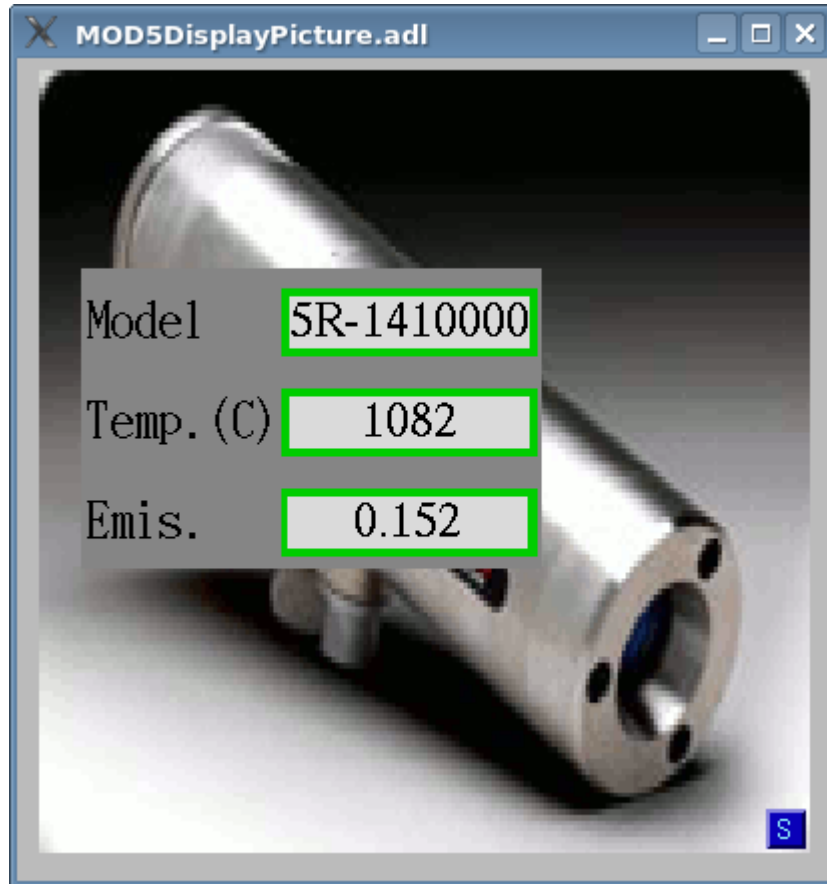 MOD5DisplayPicture.adl
Model 5R-1410000
Temp.(C) 1082
Emis. 0.152
S